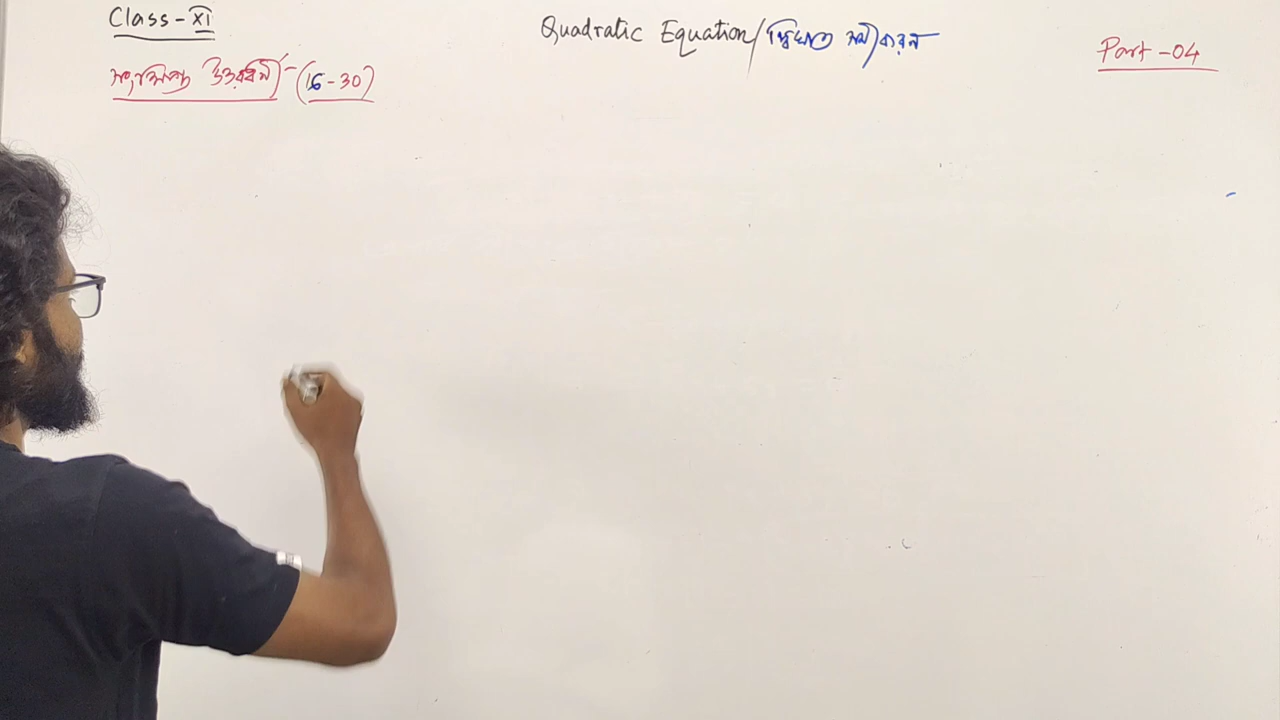 Class - XI
Quadratic Equation/দ্বিঘাত সমীকরণ
Part - 04
সংক্ষিপ্ত উত্তরধর্মী - (16 - 30)